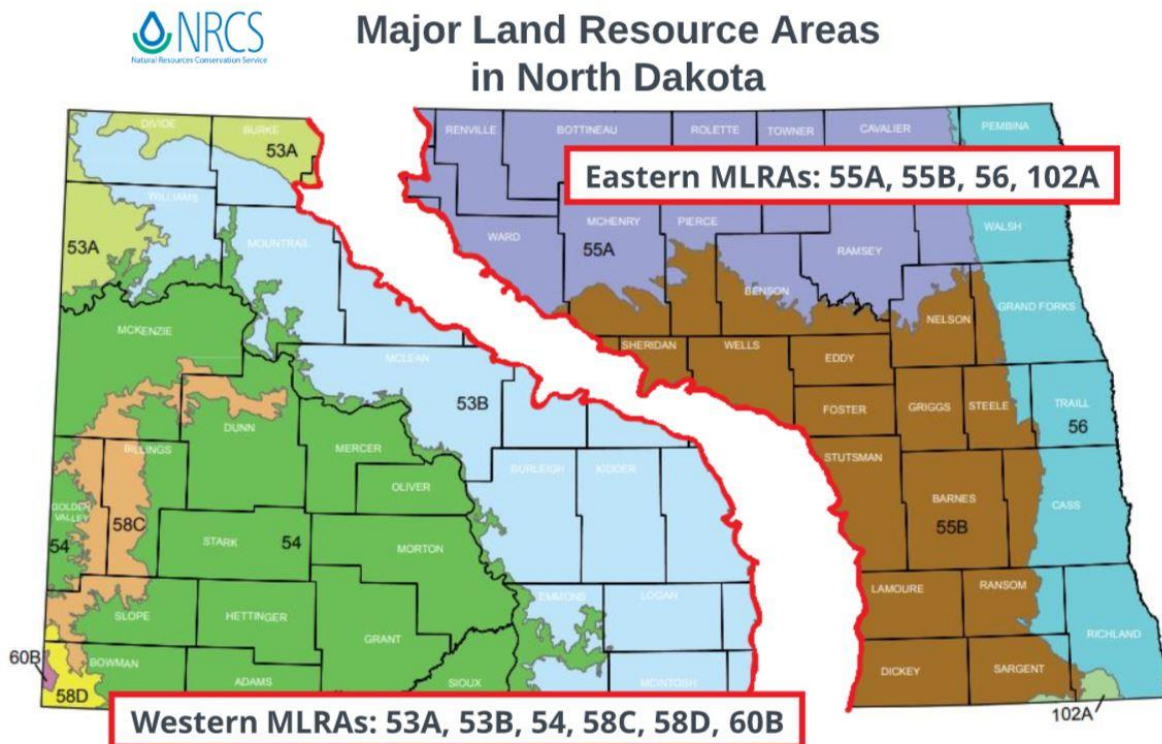 NRCS
Natural Resources Conservation Service
Major Land Resource Areas
in North Dakota
DIVIDE
BURKE
53A
RENVILLE
BOTTINEAU
ROLETTE
TOWNER
CAVALIER
PEMBINA
Eastern MLRAs: 55A, 55B, 56, 102A
WILLIAMS
MOUNTRAIL
53A
WARD
MCHENRY
55A
PIERCE
RAMSEY
WALSH
BENSON
MCKENZIE
NELSON
GRAND FORKS
MCLEAN
SHERIDAN
WELLS
EDDY
53B
DUNN
FOSTER
GRIGGS
STEELE
TRAILL
56
BILLINGS
MERCER
BURLEIGH
KIDDER
STUTSMAN
OLIVER
BARNES
55B
CASS
GOLDEN
VALLEY
54
58C
STARK
54
MORTON
EMMONS
LOGAN
LAMOURE
RANSOM
SLOPE
HETTINGER
GRANT
RICHLAND
60B
BOWMAN
ADAMS
SIOUX
MCINTOSH
DICKEY
SARGENT
58D
102A
Western MLRAs: 53A, 53B, 54, 58C, 58D, 60B